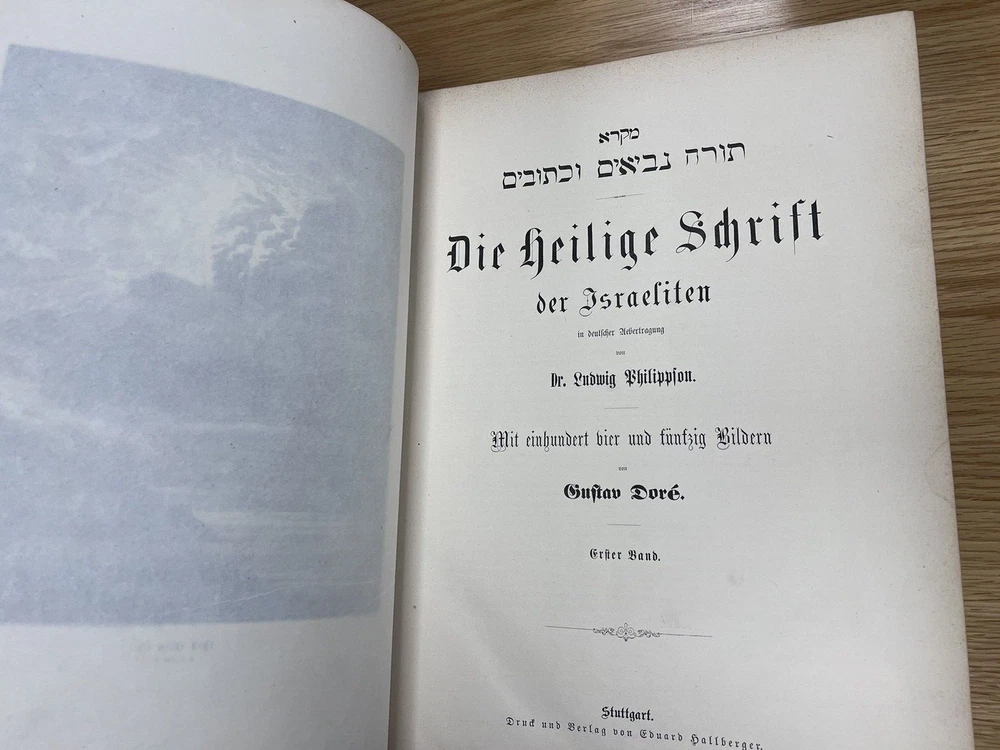 מקרא
תורה נביאים וכתובים
Die Heilige Schrift
der Israeliten
in deutscher Uebertragung
von
Dr. Ludwig Philippson.
Mit einhundert vier und fünfzig Bildern
von
Gustav Doré.
Erster Band.
Stuttgart.
Druck und Verlag von Eduard Hallberger.